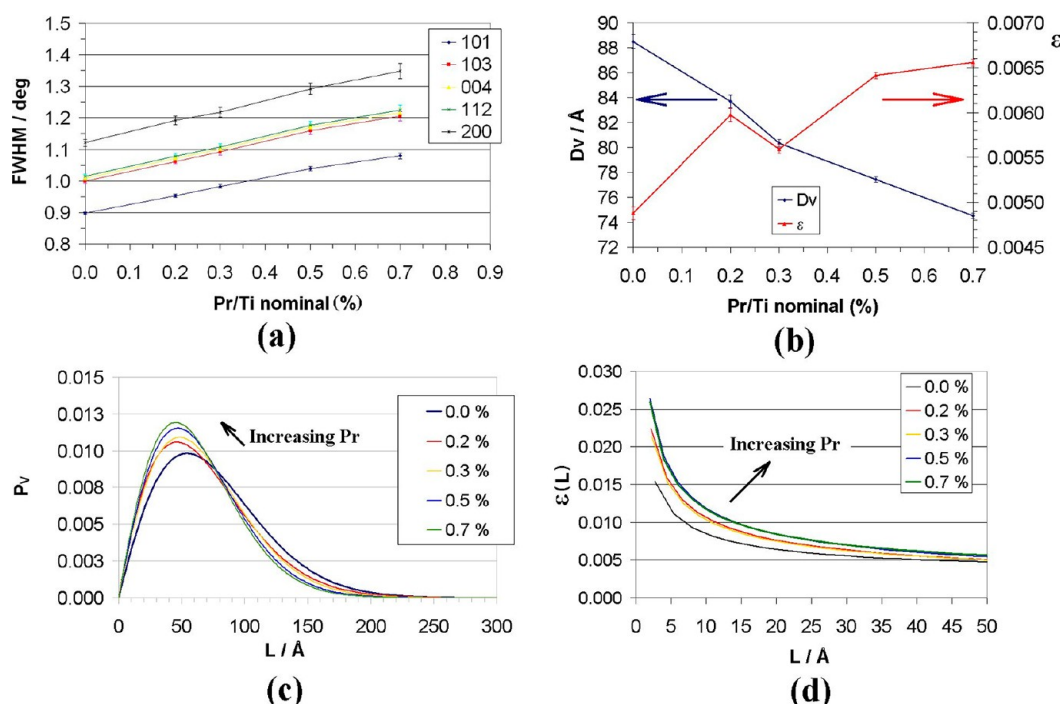 1.5
1.4
1.3
1.2
1.1
1.0
0.9
0.8
FWHM / deg
0.0 0.1 0.2 0.3 0.4 0.5 0.6 0.7 0.8 0.9
Pr/Ti nominal (%)
101
103
004
112
200
(a)
90
88
86
84
82
80
78
76
74
72
Dv / Å
0.0070
0.0065
0.0060
0.0055
0.0050
0.0045
ε
Dv
ε
0.0 0.1 0.2 0.3 0.4 0.5 0.6 0.7
Pr/Ti nominal (%)
(b)
0.015
0.013
0.010
0.008
0.005
0.003
0.000
Pv
Increasing Pr
0.0 %
0.2 %
0.3 %
0.5 %
0.7 %
0 50 100 150 200 250 300
L / Å
(c)
0.030
0.025
0.020
0.015
0.010
0.005
0.000
ε(L)
Increasing Pr
0.0 %
0.2 %
0.3 %
0.5 %
0.7 %
0 5 10 15 20 25 30 35 40 45 50
L / Å
(d)